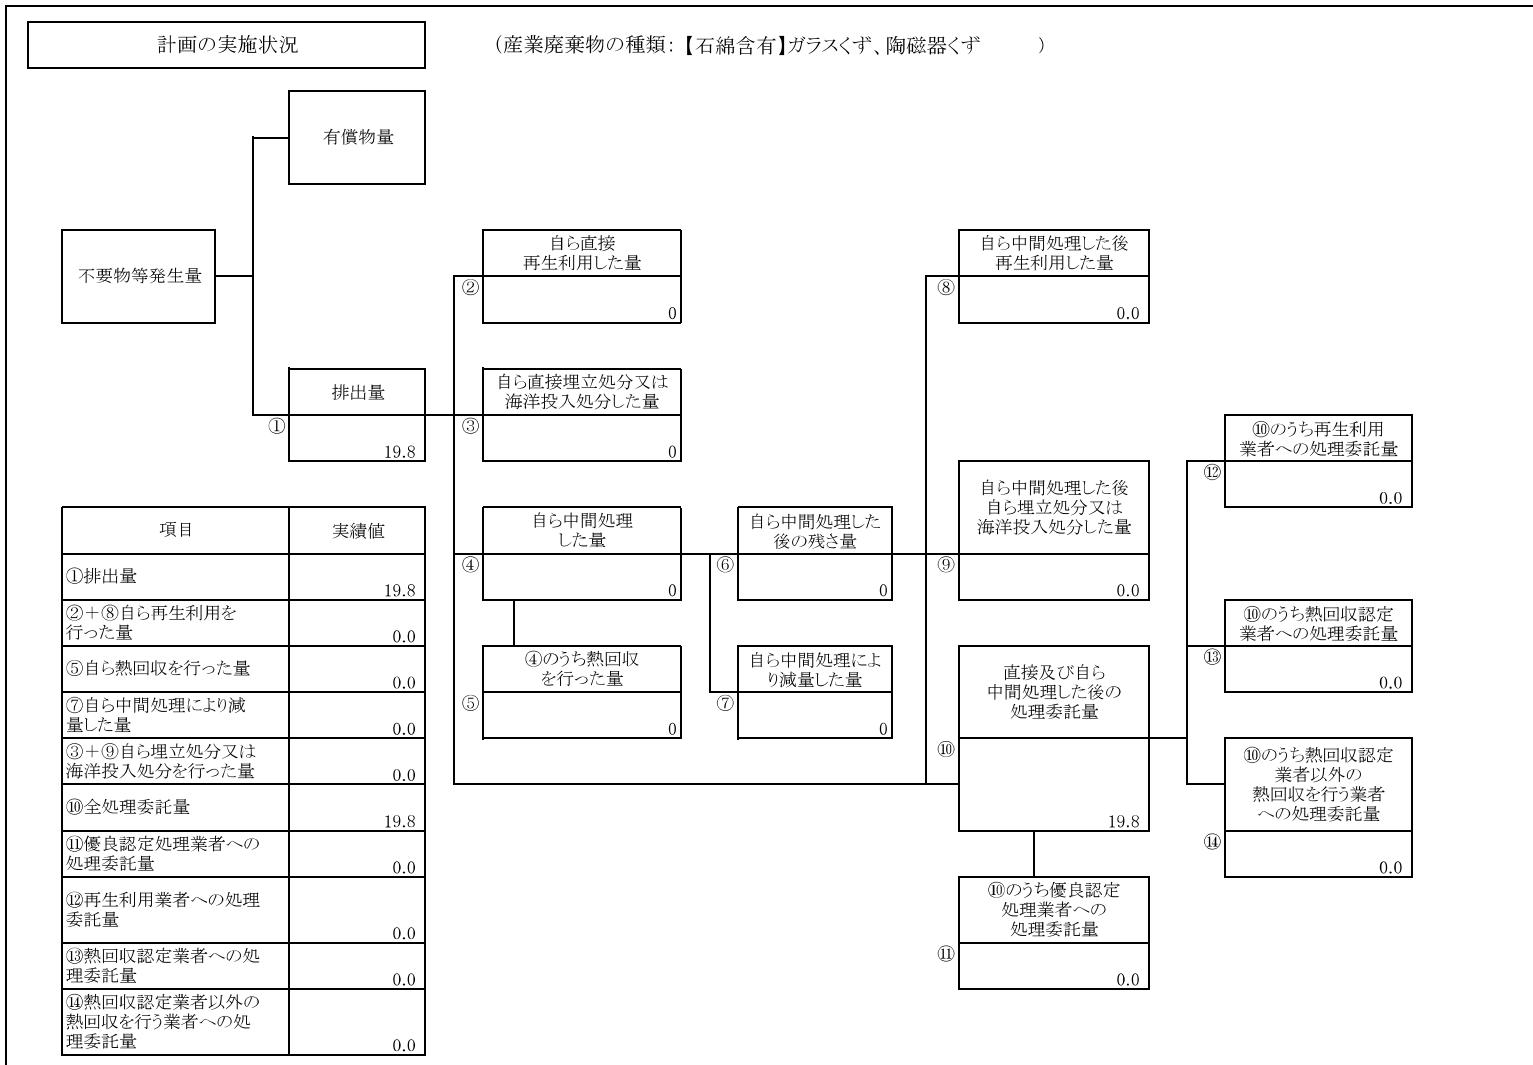 計画の実施状況
（産業廃棄物の種類：【石綿含有】ガラスくず、陶磁器くず　　　）
有償物量
不要物等発生量
排出量
①
19.8
自ら直接
再生利用した量
②
0
自ら直接埋立処分又は
海洋投入処分した量
③
0
自ら中間処理
した量
④
0
④のうち熱回収
を行った量
⑤
0
自ら中間処理した
後の残さ量
⑥
0
自ら中間処理によ
り減量した量
⑦
0
自ら中間処理した後
再生利用した量
⑧
0.0
自ら中間処理した後
自ら埋立処分又は
海洋投入処分した量
⑨
0.0
直接及び自ら
中間処理した後の
処理委託量
⑩
19.8
⑩のうち優良認定
処理業者への
処理委託量
⑪
0.0
⑩のうち再生利用
業者への処理委託量
⑫
0.0
⑩のうち熱回収認定
業者への処理委託量
⑬
0.0
⑩のうち熱回収認定
業者以外の
熱回収を行う業者
への処理委託量
⑭
0.0
項目 実績値
①排出量
19.8
②＋⑧自ら再生利用を
行った量
0.0
⑤自ら熱回収を行った量
0.0
⑦自ら中間処理により減
量した量
0.0
③＋⑨自ら埋立処分又は
海洋投入処分を行った量
0.0
⑩全処理委託量
19.8
⑪優良認定処理業者への
処理委託量
0.0
⑫再生利用業者への処理
委託量
0.0
⑬熱回収認定業者への処
理委託量
0.0
⑭熱回収認定業者以外の
熱回収を行う業者への処
理委託量
0.0